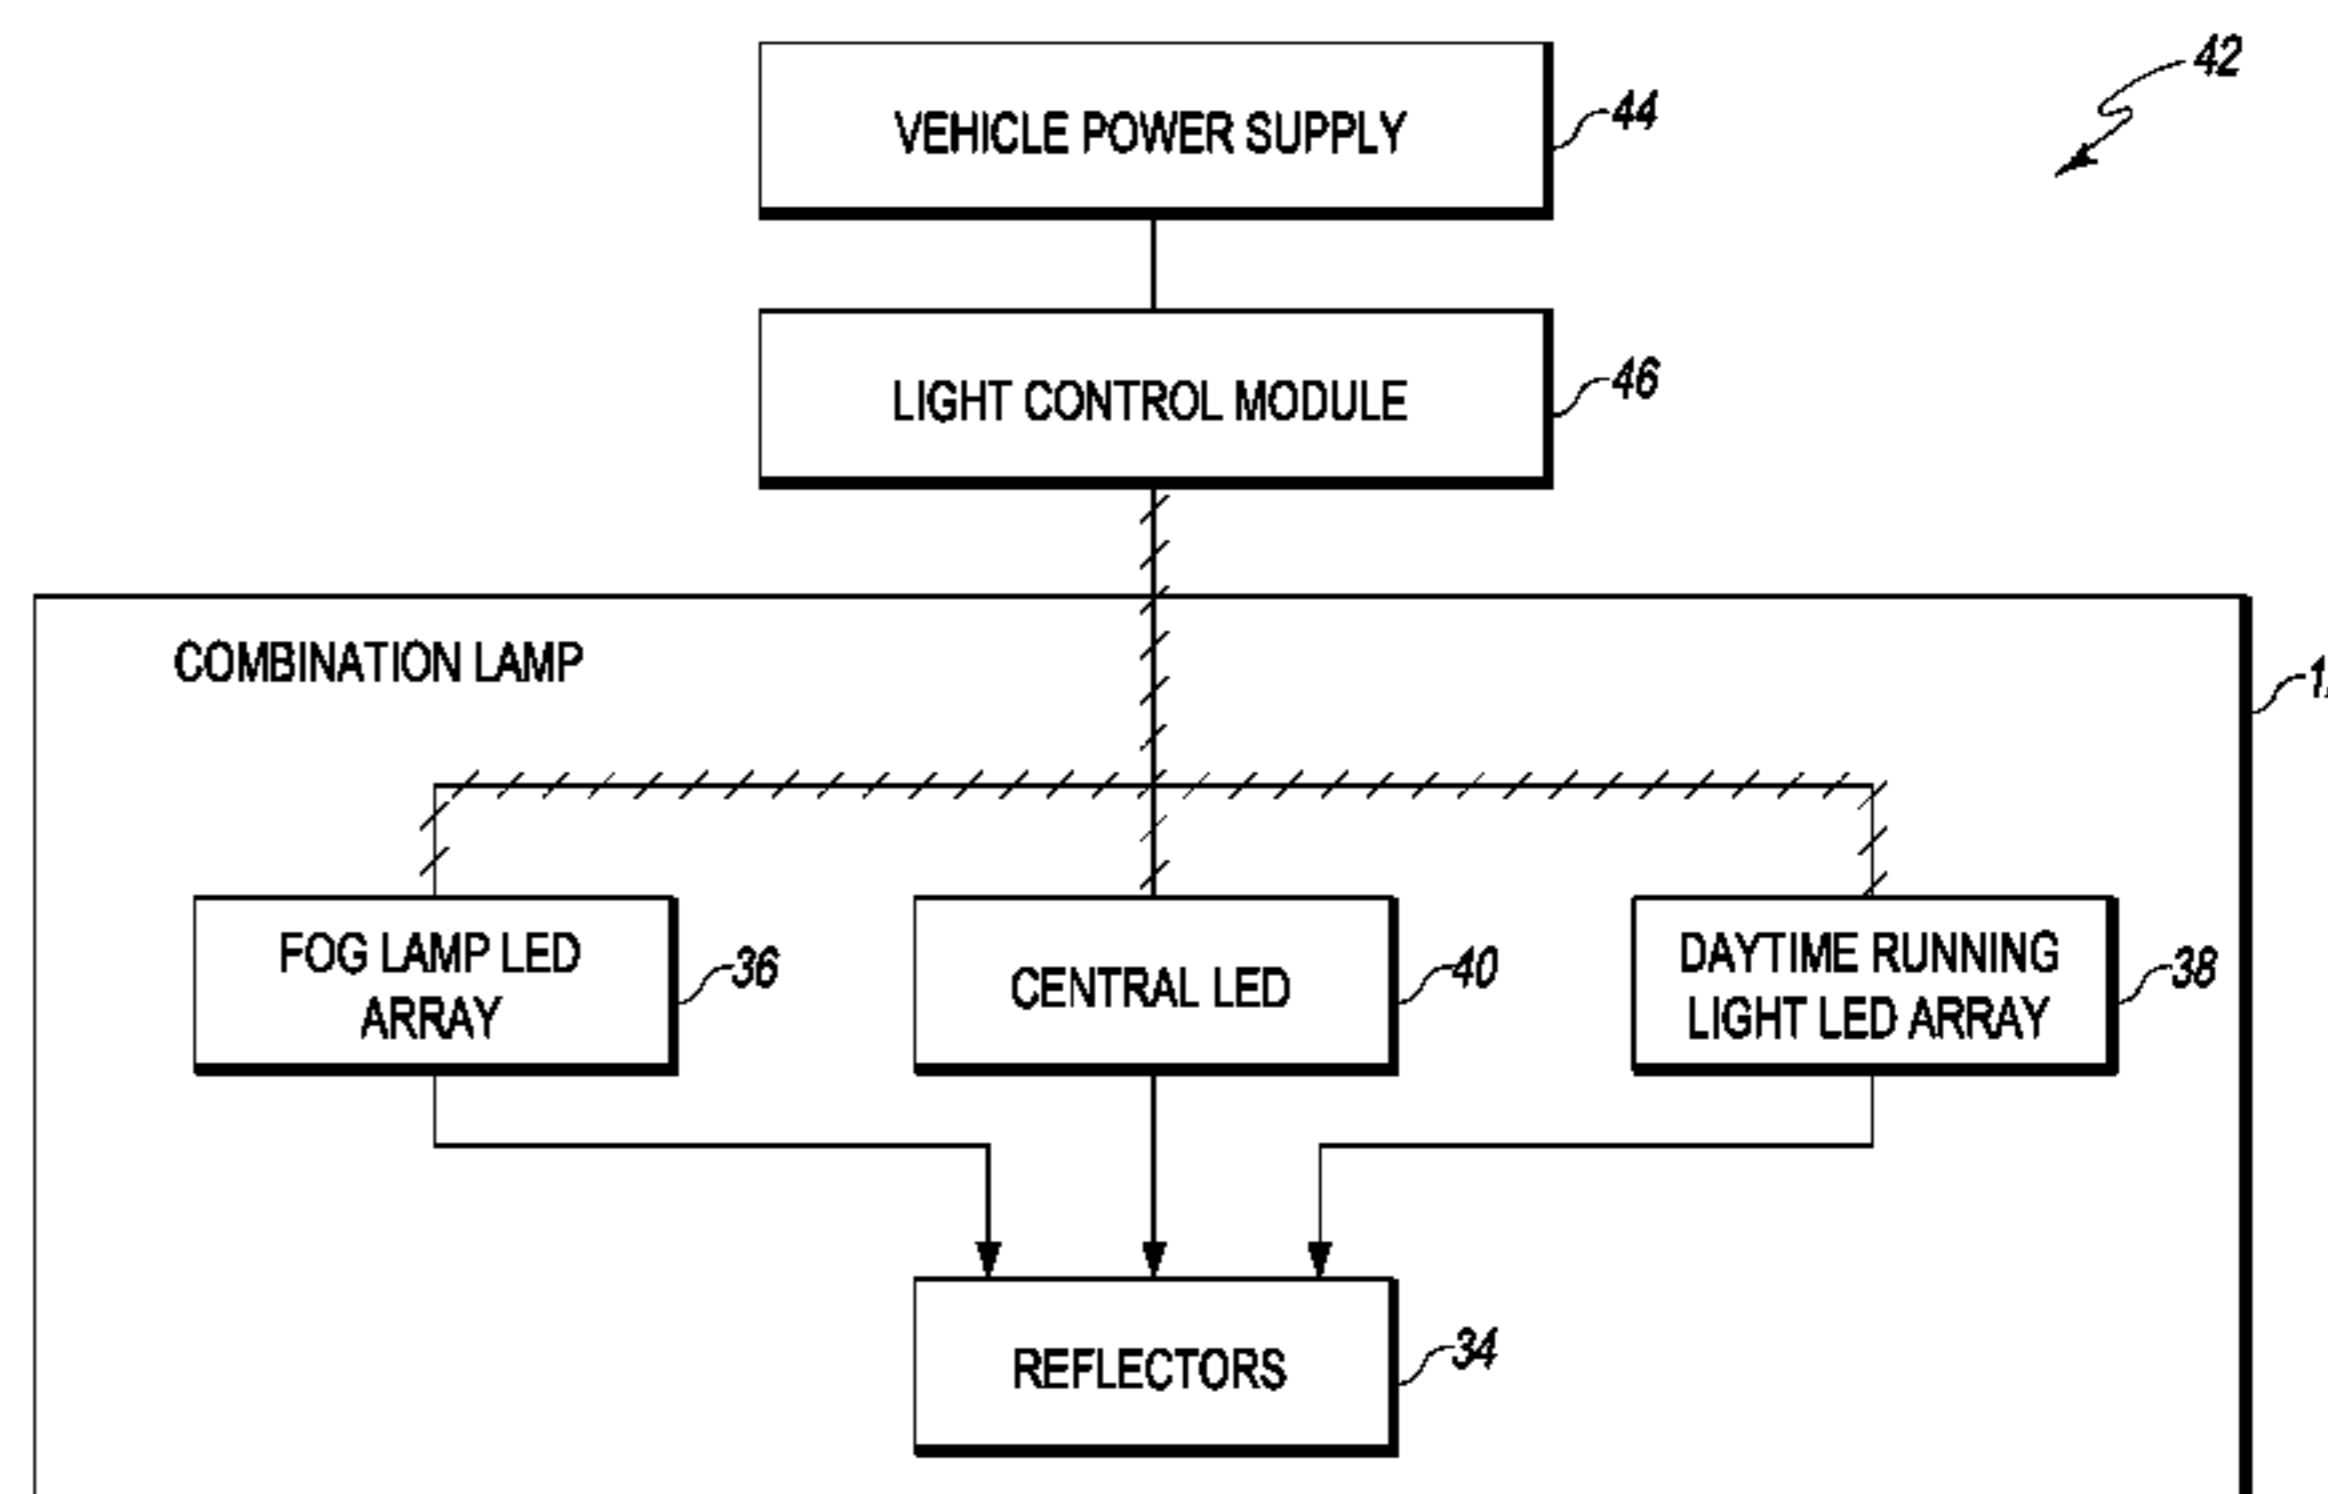 42
VEHICLE POWER SUPPLY
44
LIGHT CONTROL MODULE
46
COMBINATION LAMP
FOG LAMP LED
ARRAY
36
CENTRAL LED
40
DAYTIME RUNNING
LIGHT LED ARRAY
38
REFLECTORS
34